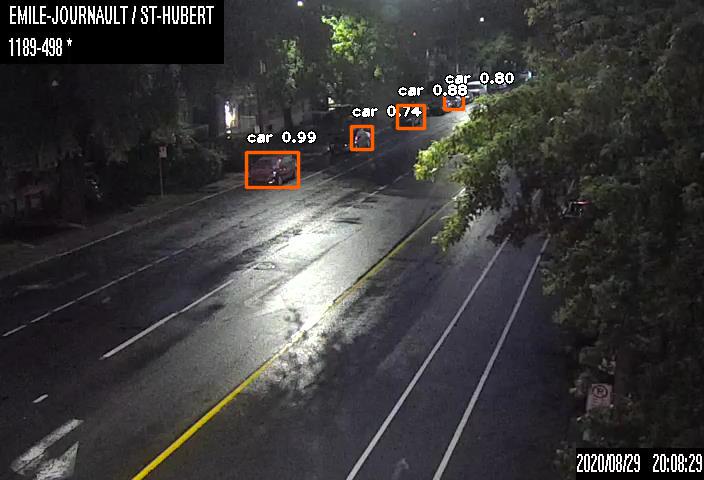 EMILE-JOURNAULT / ST-HUBERT
1189-498 *
car 0.80
car 0.88
car 0.74
car 0.99
2020/08/29 20:08:29